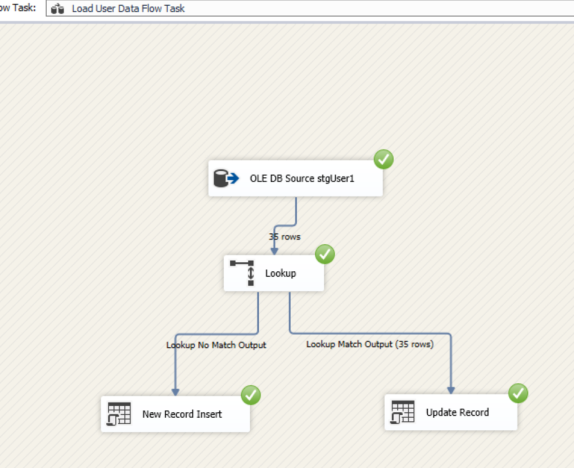 ow Task: Load User Data Flow Task
OLE DB Source stgUser1
35 rows
Lookup
Lookup No Match Output
Lookup Match Output (35 rows)
New Record Insert
Update Record